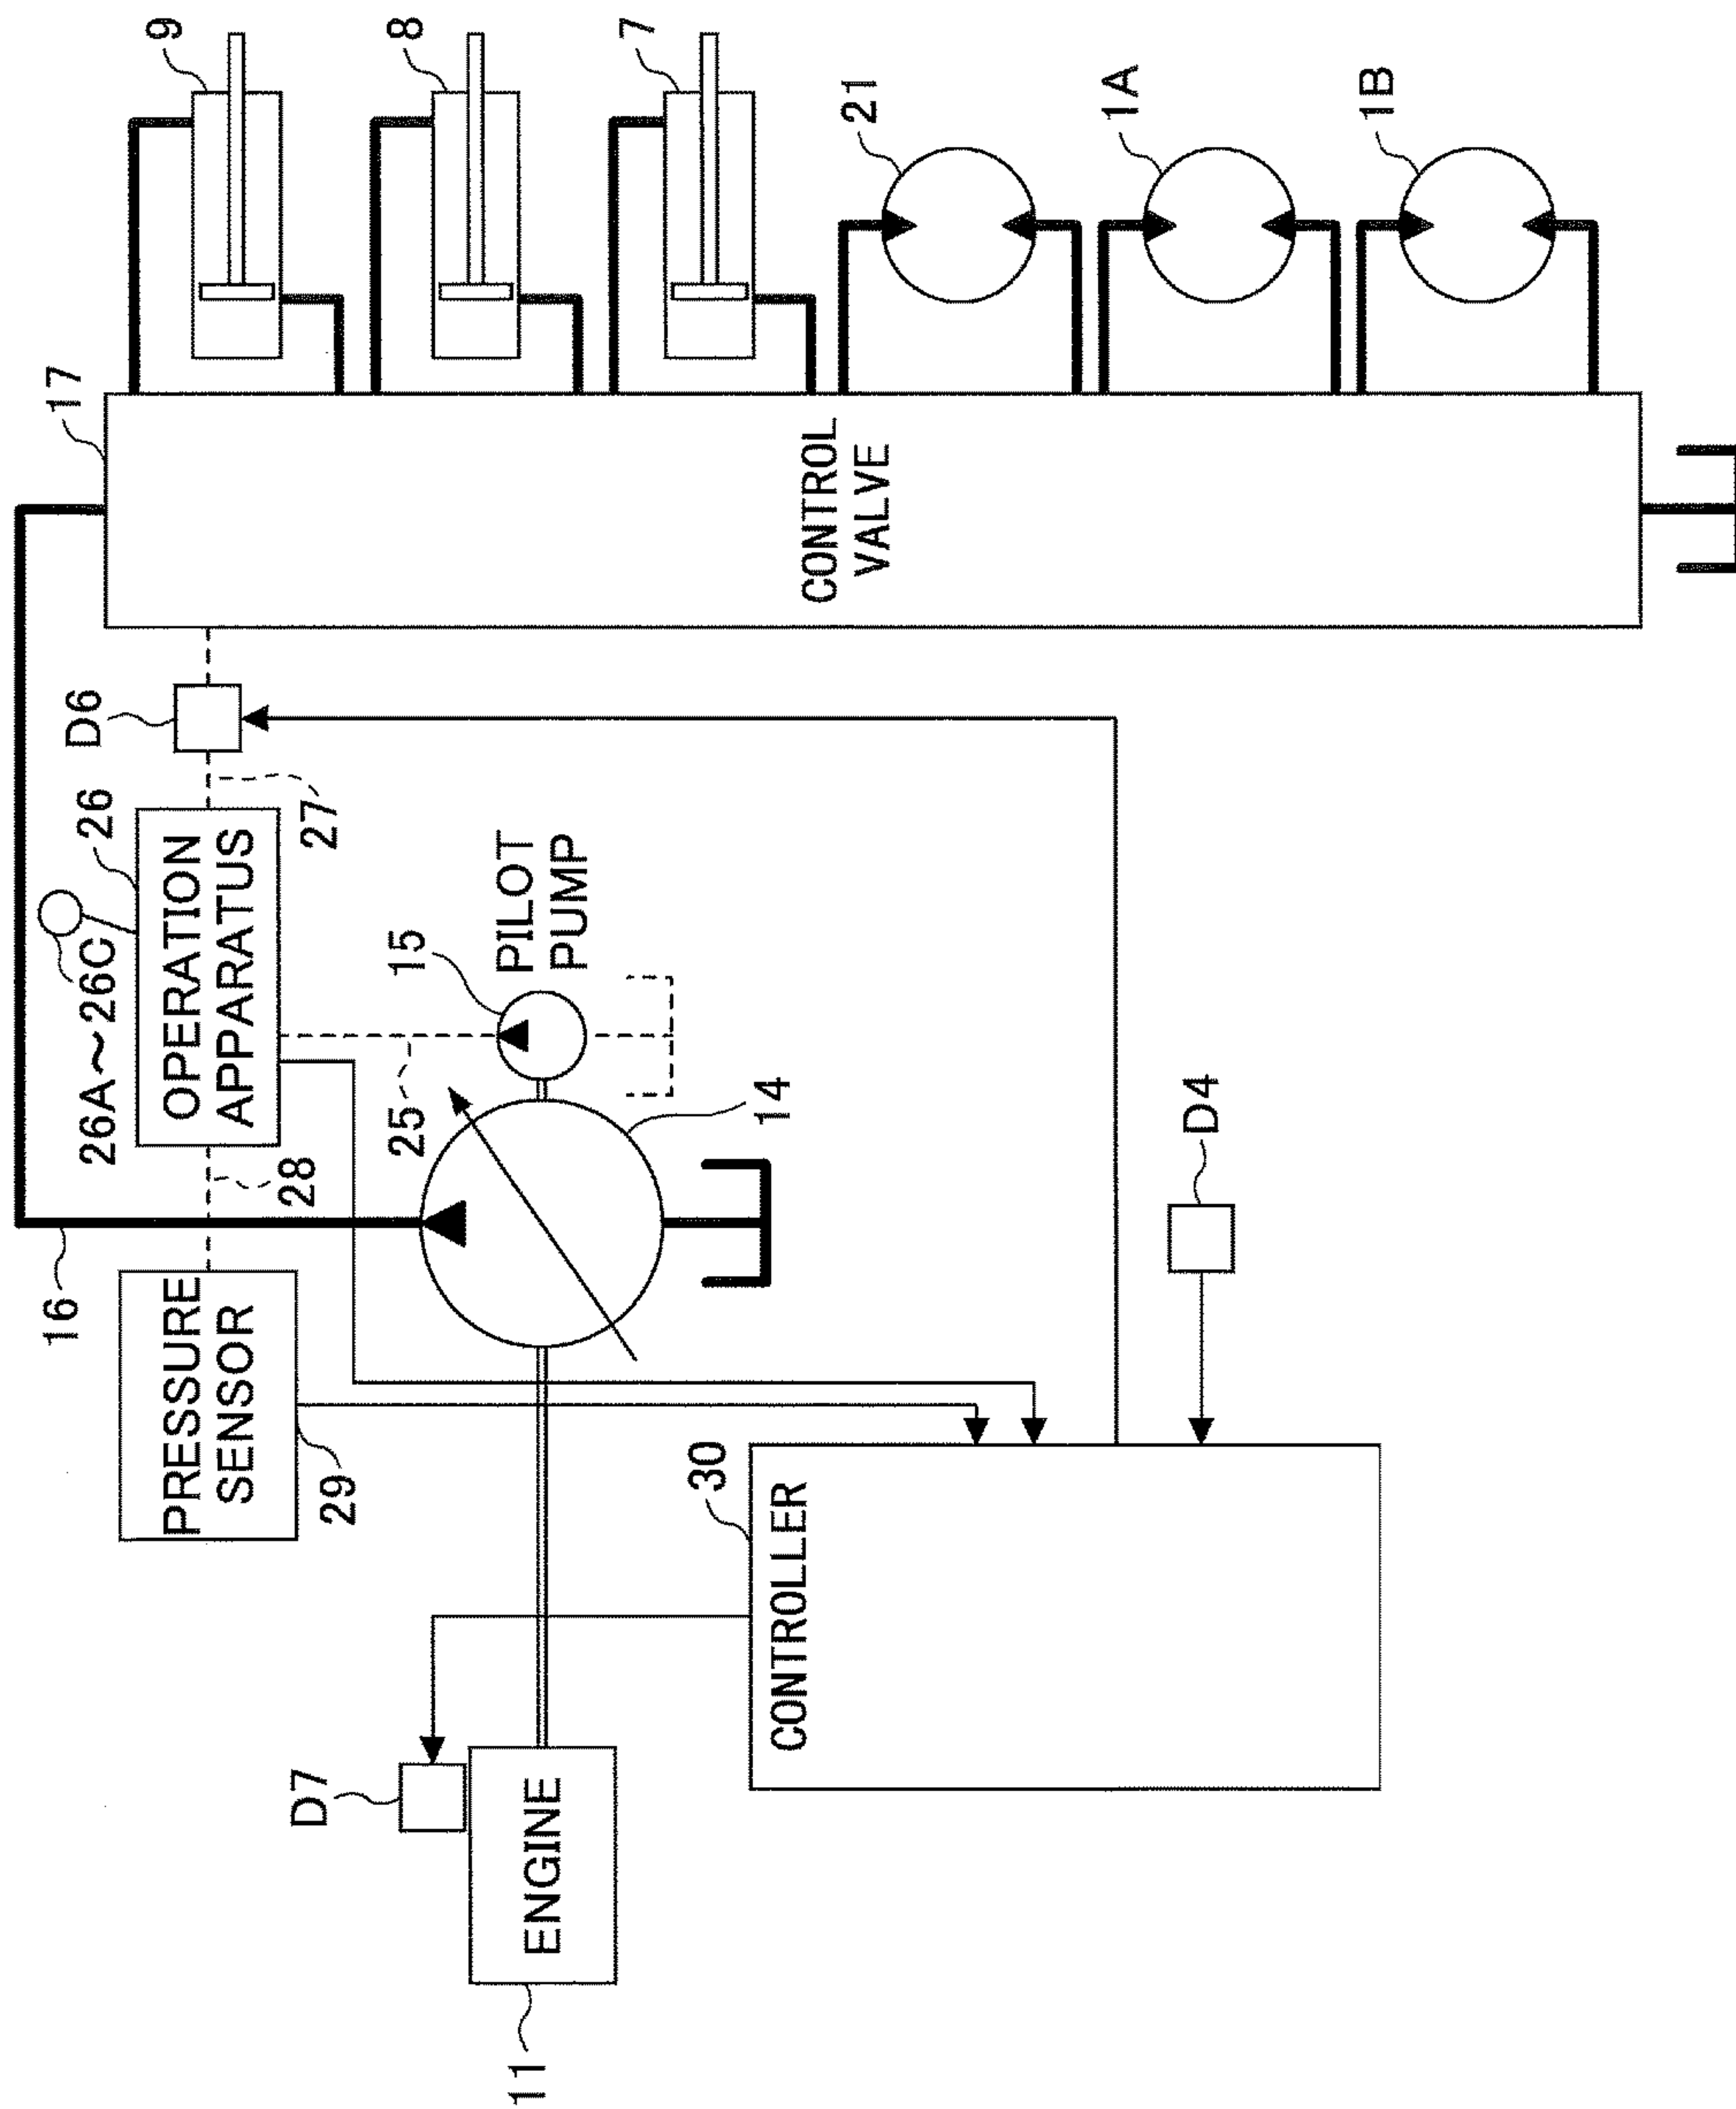 16
26A～26C
26
D6
17
9
PRESSURE
SENSOR
OPERATION
APPARATUS
28
D7
27
29
25
15
8
PILOT
PUMP
11
ENGINE
7
30
14
CONTROLLER
CONTROL
VALVE
21
1A
D4
1B